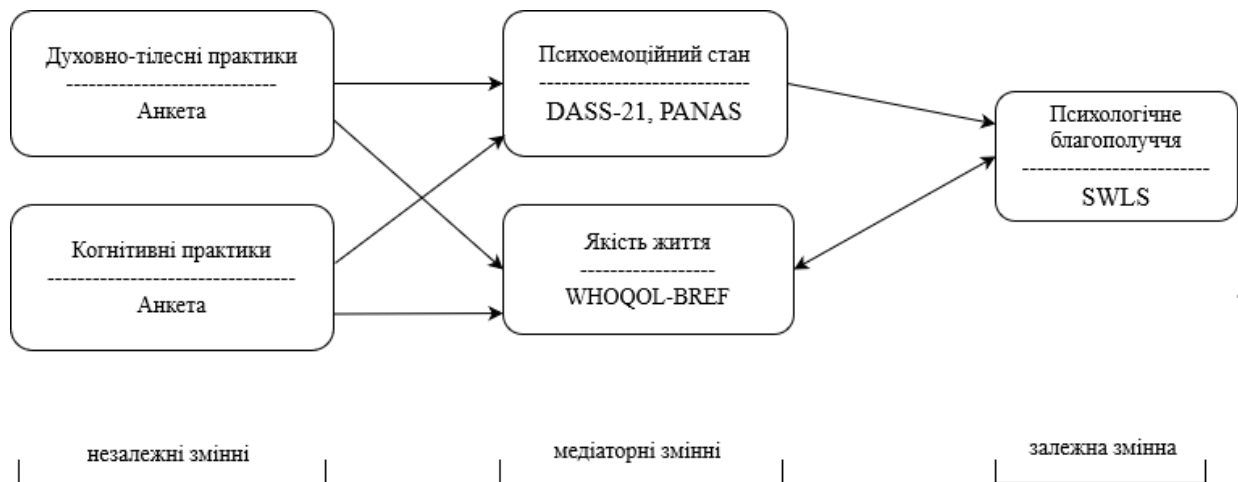 Духовно-тілесні практики
----------------------------
Анкета
Психоемоційний стан
----------------------------
DASS-21, PANAS
Психологічне
благополуччя
-------------------------
SWLS
Когнітивні практики
---------------------------------
Анкета
Якість життя
------------------
WHOQOL-BREF
незалежні змінні
медіаторні змінні
залежна змінна